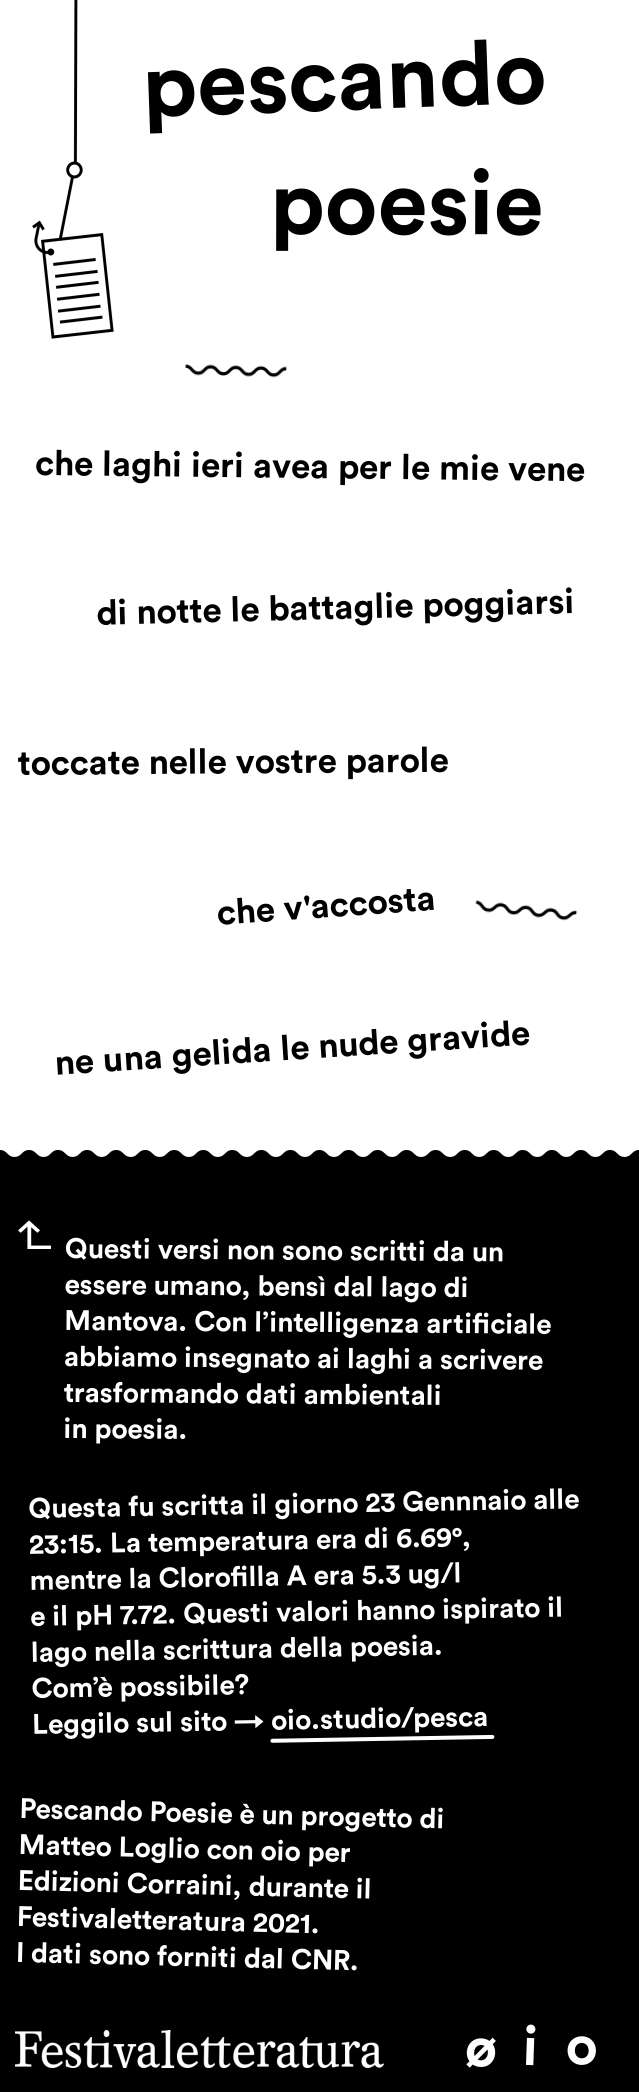 pescando
poesie
che laghi ieri avea per le mie vene
di notte le battaglie poggiarsi
toccate nelle vostre parole
che v'accosta
ne una gelida le nude gravide
Questi versi non sono scritti da un
essere umano, bensì dal lago di
Mantova. Con l’intelligenza artificiale
abbiamo insegnato ai laghi a scrivere
trasformando dati ambientali
in poesia.
Questa fu scritta il giorno 23 Gennnaio alle
23:15. La temperatura era di 6.69°,
mentre la Clorofilla A era 5.3 ug/l
e il pH 7.72. Questi valori hanno ispirato il
lago nella scrittura della poesia.
Com’è possibile?
Leggilo sul sito → oio.studio/pesca
Pescando Poesie è un progetto di
Matteo Loglio con oio per
Edizioni Corraini, durante il
Festivaletteratura 2021.
I dati sono forniti dal CNR.
Festivaletteratura ø i o